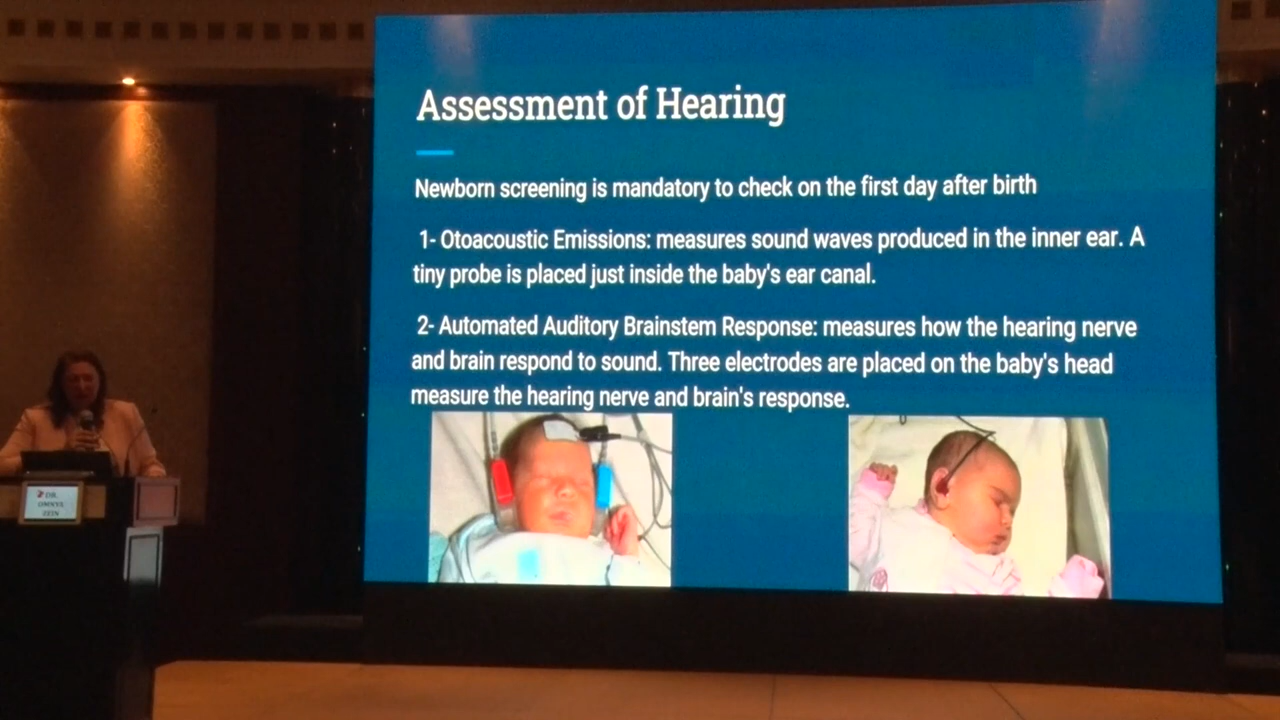 Assessment of Hearing
Newborn screening is mandatory to check on the first day after birth
1- Otoacoustic Emissions: measures sound waves produced in the inner ear. A
tiny probe is placed just inside the baby's ear canal.
2- Automated Auditory Brainstem Response: measures how the hearing nerve
and brain respond to sound. Three electrodes are placed on the baby's head
measure the hearing nerve and brain's response.
DR.
OMNYA
ZEIN